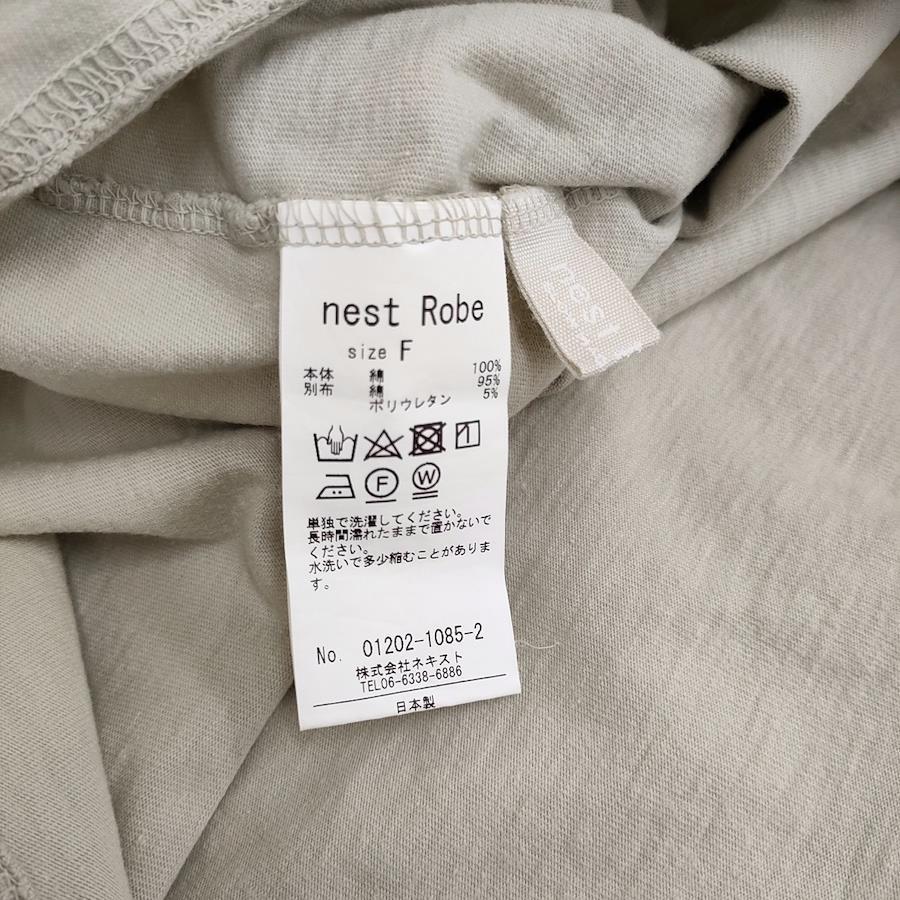 nest Robe
size F
本体 綿 100%
別布 綿 95%
ポリウレタン 5%
F W
単独で洗濯してください。
長時間濡れたままで置かないで
ください。
水洗いで多少縮むことがありま
す。
No. 01202-1085-2
株式会社ネキスト
TEL06-6338-6886
日本製
nest